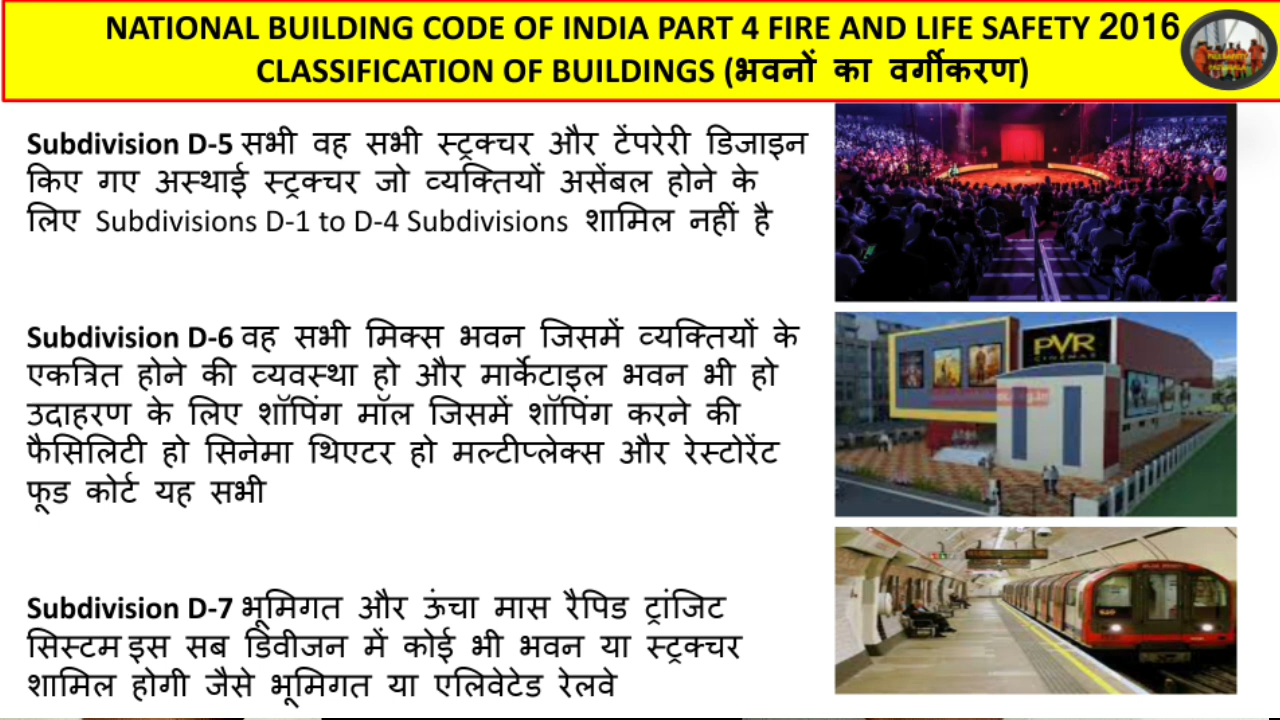 NATIONAL BUILDING CODE OF INDIA PART 4 FIRE AND LIFE SAFETY 2016
CLASSIFICATION OF BUILDINGS (भवनों का वर्गीकरण)
Subdivision D-5 सभी वह सभी स्ट्रक्चर और टेंपरेरी डिजाइन
किए गए अस्थाई स्ट्रक्चर जो व्यक्तियों असेंबल होने के
लिए Subdivisions D-1 to D-4 Subdivisions शामिल नहीं है
Subdivision D-6 वह सभी मिक्स भवन जिसमें व्यक्तियों के
एकत्रित होने की व्यवस्था हो और मार्केटाइल भवन भी हो
उदाहरण के लिए शॉपिंग मॉल जिसमें शॉपिंग करने की
फैसिलिटी हो सिनेमा थिएटर हो मल्टीप्लेक्स और रेस्टोरेंट
फूड कोर्ट यह सभी
Subdivision D-7 भूमिगत और ऊंचा मास रैपिड ट्रांजिट
सिस्टम इस सब डिवीजन में कोई भी भवन या स्ट्रक्चर
शामिल होगी जैसे भूमिगत या एलिवेटेड रेलवे
PVR
CINEMAS